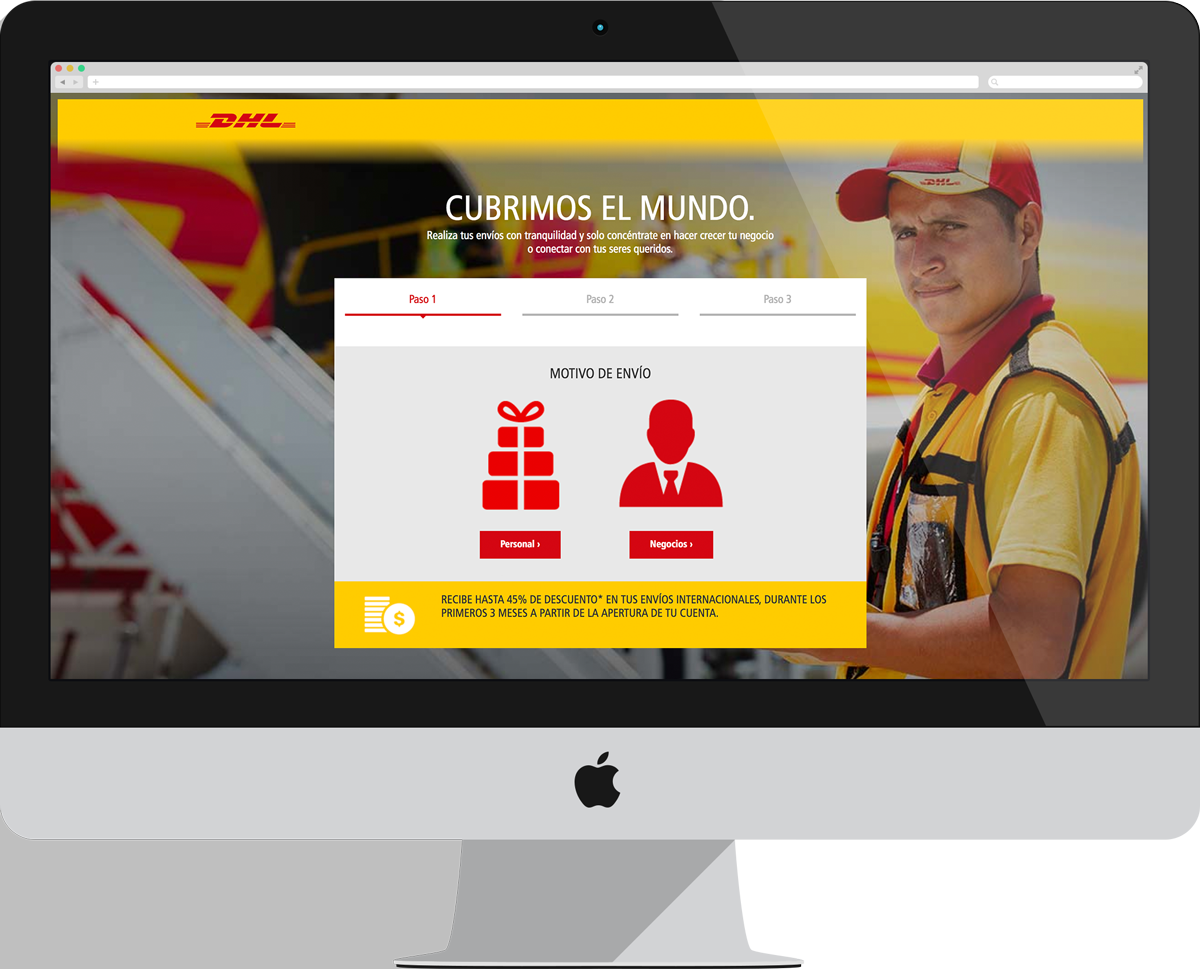 DHL
DHL
CUBRIMOS EL MUNDO.
Realiza tus envíos con tranquilidad y solo concéntrate en hacer crecer tu negocio
o conectar con tus seres queridos.
Paso 1
Paso 2
Paso 3
MOTIVO DE ENVÍO
Personal ›
Negocios ›
$
RECIBE HASTA 45% DE DESCUENTO* EN TUS ENVÍOS INTERNACIONALES, DURANTE LOS
PRIMEROS 3 MESES A PARTIR DE LA APERTURA DE TU CUENTA.